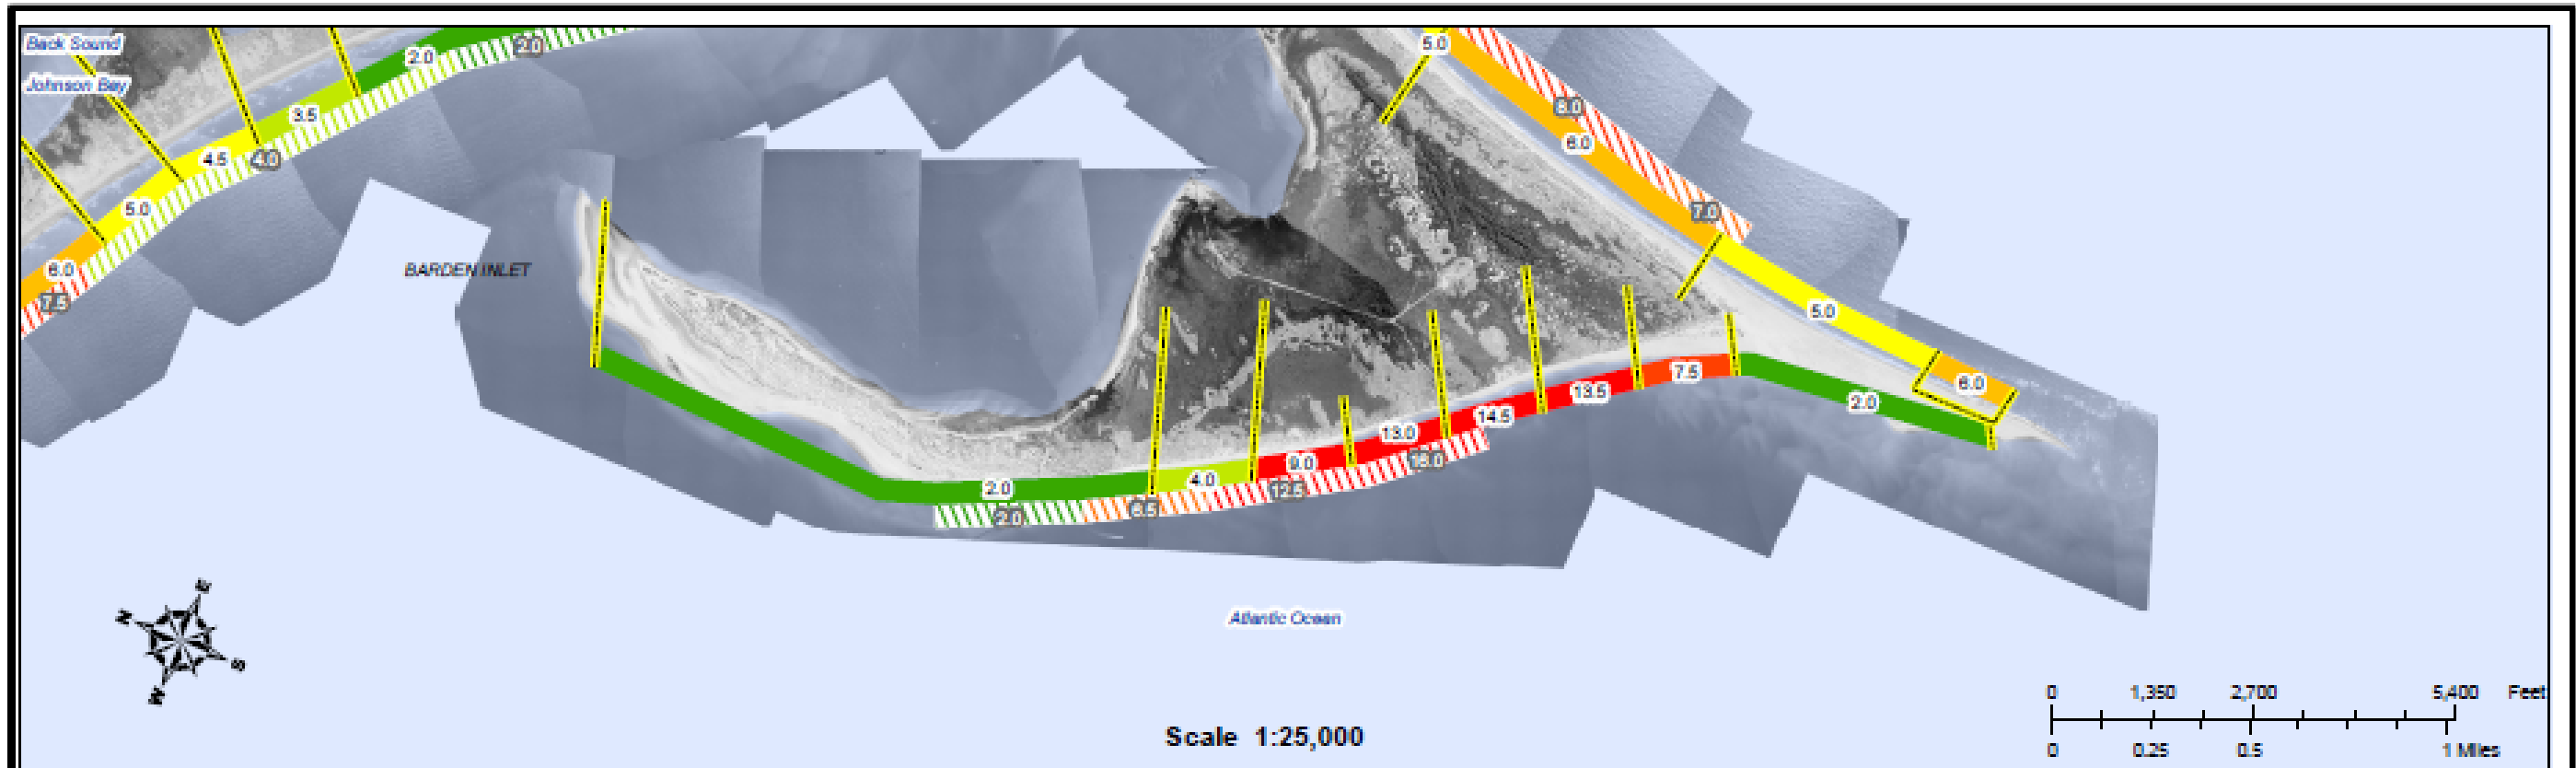 Back Sound
Johnson Bay
2.0
2.0
5.0
3.5
8.0
6.0
4.5
4.0
5.0
7.0
BARDEN INLET
6.0
7.5
5.0
7.5
6.0
13.5
2.0
14.5
13.0
9.0
16.0
4.0
2.0
12.5
6.5
2.0
E
N
S
W
Atlantic Ocean
0 1,350 2,700 5,400 Feet
Scale 1:25,000
0 0.25 0.5 1 Miles